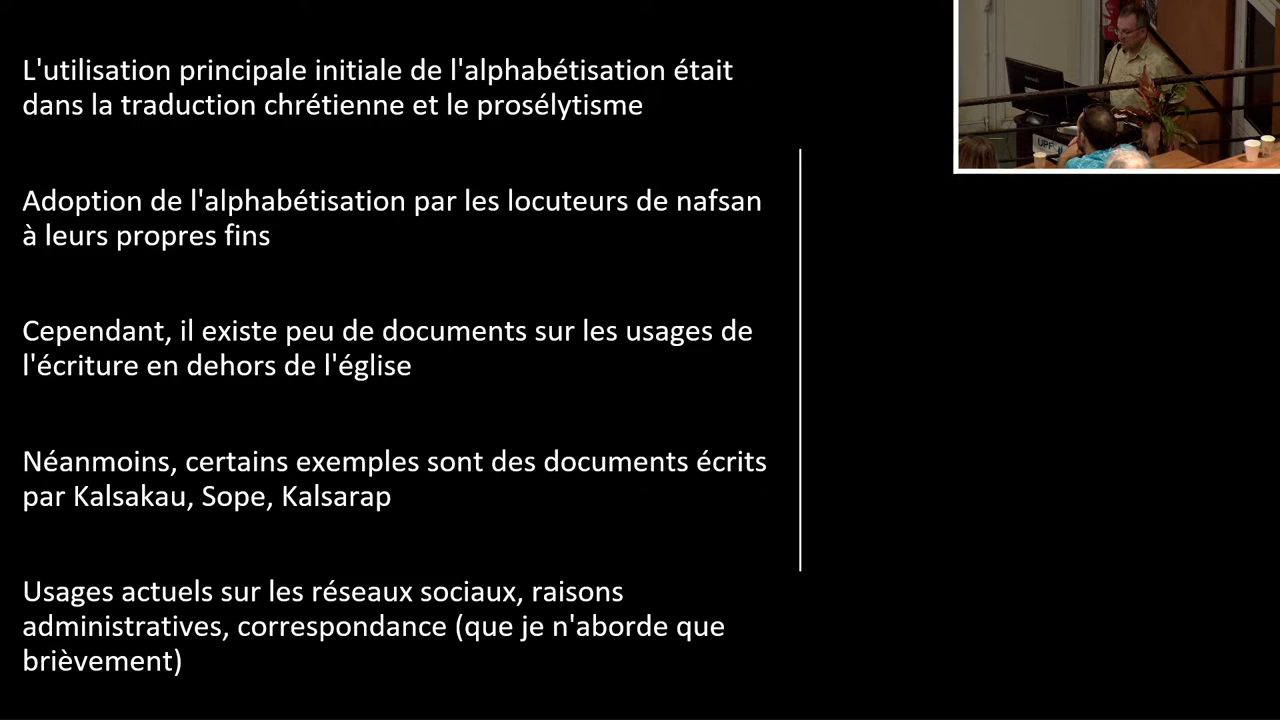 L'utilisation principale initiale de l'alphabétisation était
dans la traduction chrétienne et le prosélytisme
Adoption de l'alphabétisation par les locuteurs de nafsan
à leurs propres fins
Cependant, il existe peu de documents sur les usages de
l'écriture en dehors de l'église
Néanmoins, certains exemples sont des documents écrits
par Kalsakau, Sope, Kalsarap
Usages actuels sur les réseaux sociaux, raisons
administratives, correspondance (que je n'aborde que
brièvement)